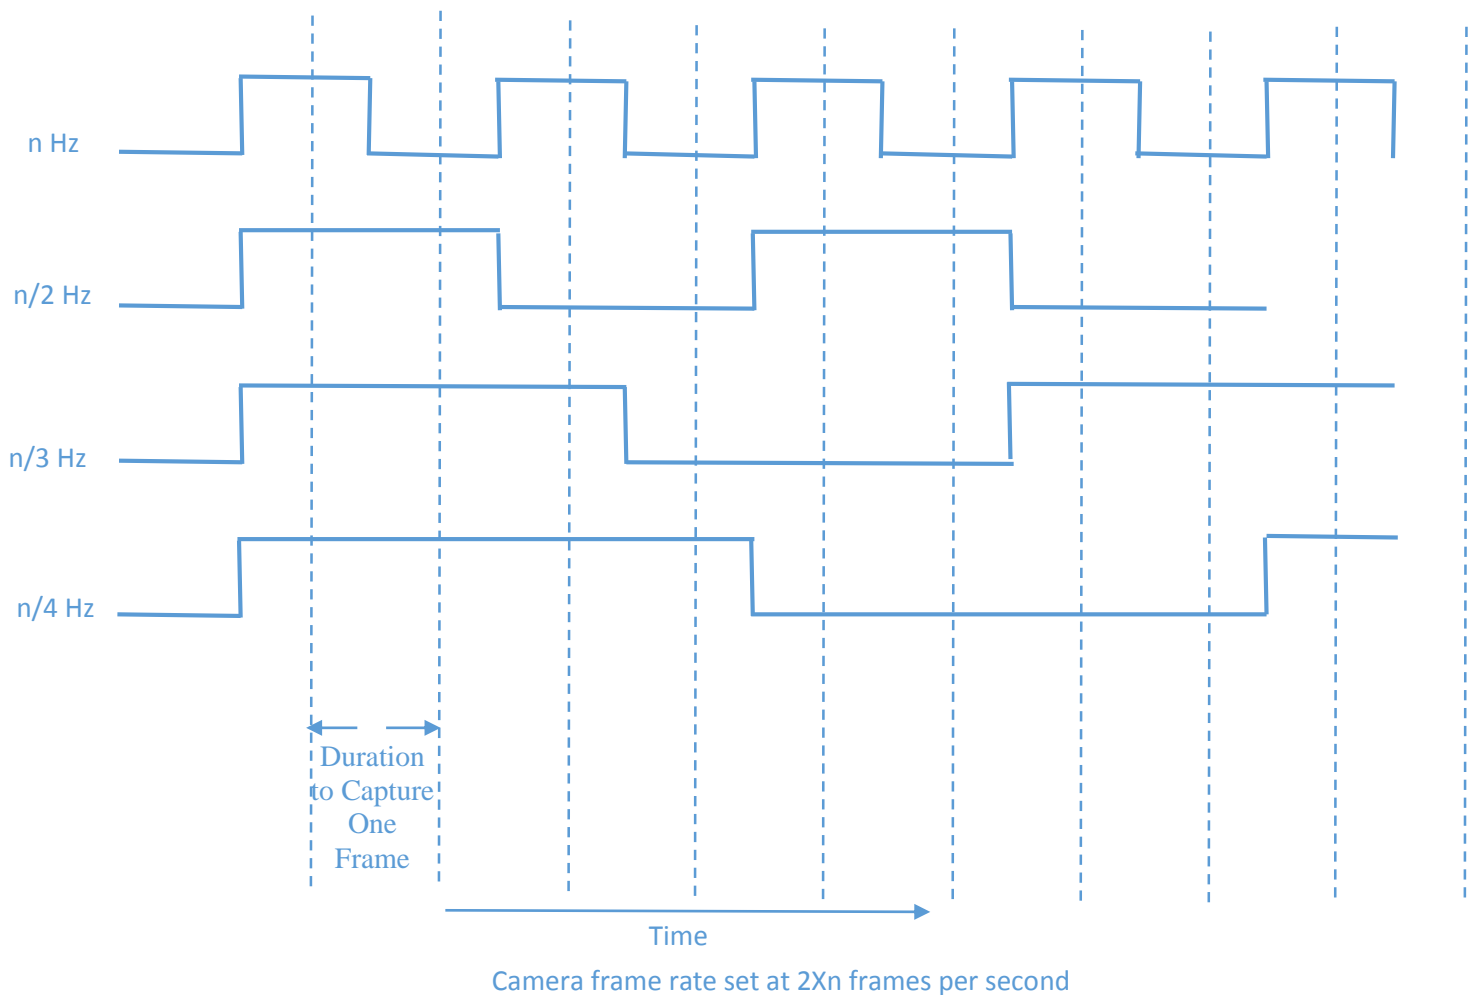 n Hz
n/2 Hz
n/3 Hz
n/4 Hz
Duration
to Capture
One
Frame
Time
Camera frame rate set at 2Xn frames per second